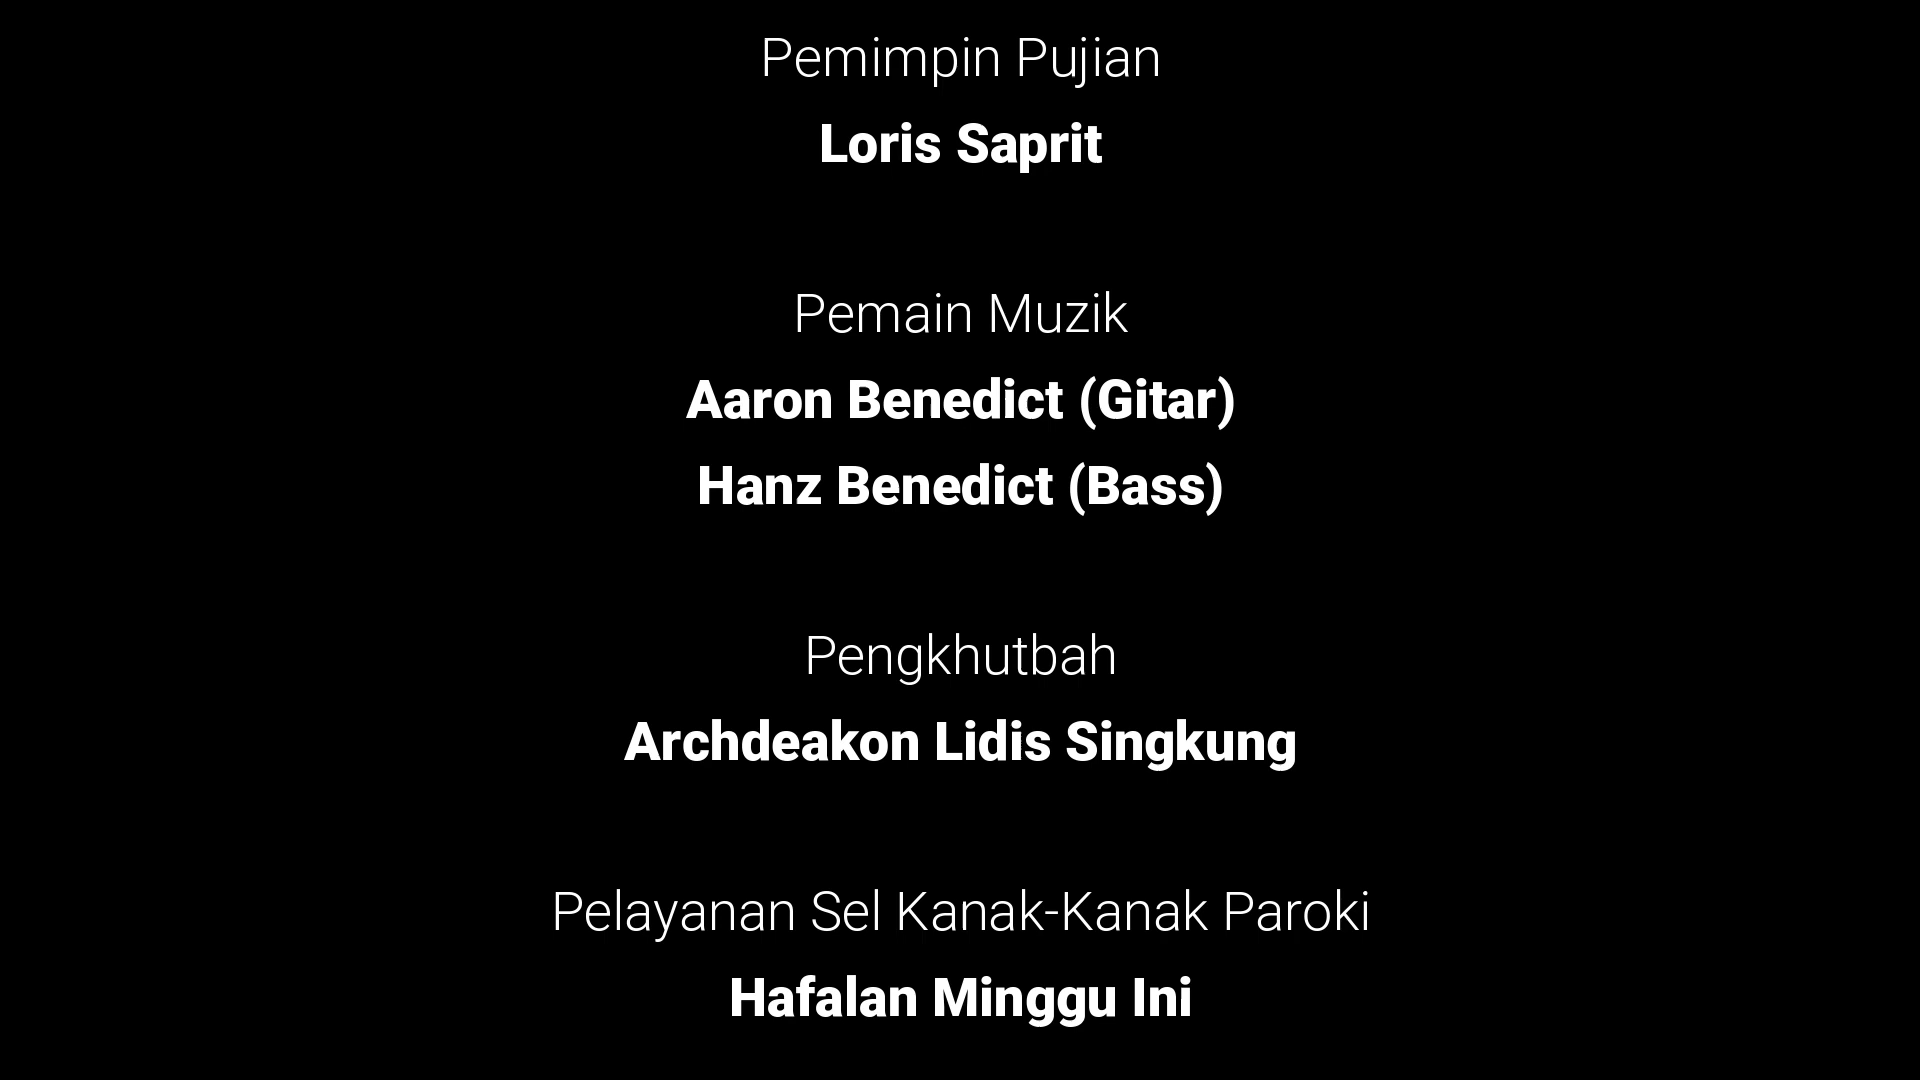 Pemimpin Pujian
Loris Saprit
Pemain Muzik
Aaron Benedict (Gitar)
Hanz Benedict (Bass)
Pengkhutbah
Archdeakon Lidis Singkung
Pelayanan Sel Kanak-Kanak Paroki
Hafalan Minggu Ini